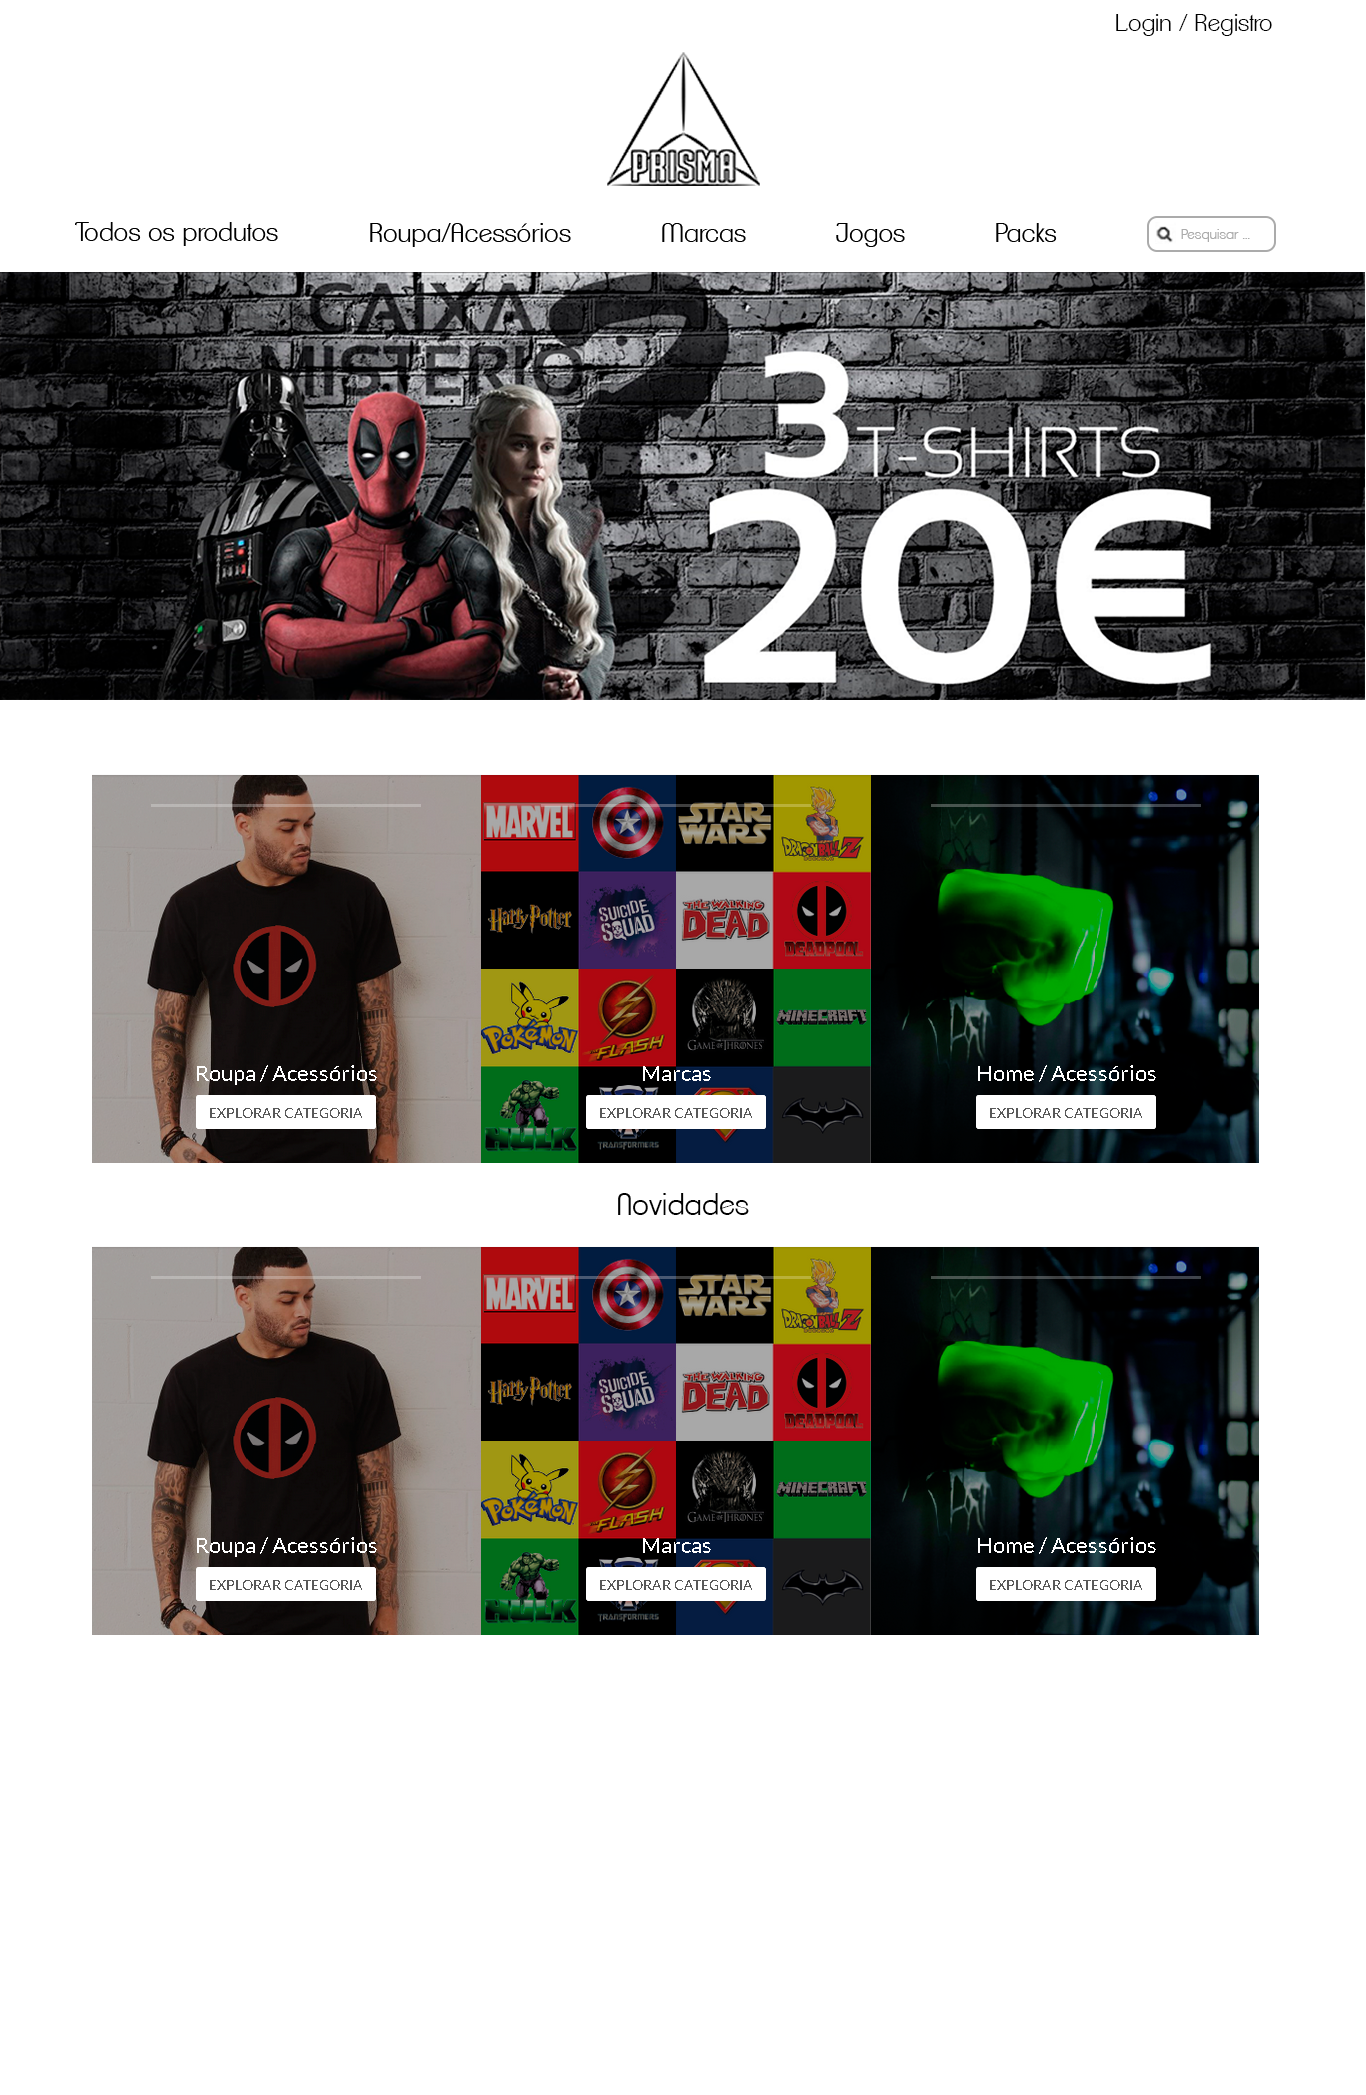 Login / Registro
PRISMA
Todos os produtos
Roupa/Acessórios
Marcas
Jogos
Packs
Pesquisar ...
CAIXA
MISTERIO
?
3 T-SHIRTS
20€
MARVEL
STAR WARS
DRAGON BALL Z
Harry Potter
SUICIDE SQUAD
THE WALKING DEAD
DEADPOOL
POKéMON
FLASH
GAME OF THRONES
MINECRAFT
HULK
TRANSFORMERS
Roupa / Acessórios
EXPLORAR CATEGORIA
Marcas
EXPLORAR CATEGORIA
Home / Acessórios
EXPLORAR CATEGORIA
Novidades
MARVEL
STAR WARS
DRAGON BALL Z
Harry Potter
SUICIDE SQUAD
THE WALKING DEAD
DEADPOOL
POKéMON
FLASH
GAME OF THRONES
MINECRAFT
HULK
TRANSFORMERS
Roupa / Acessórios
EXPLORAR CATEGORIA
Marcas
EXPLORAR CATEGORIA
Home / Acessórios
EXPLORAR CATEGORIA